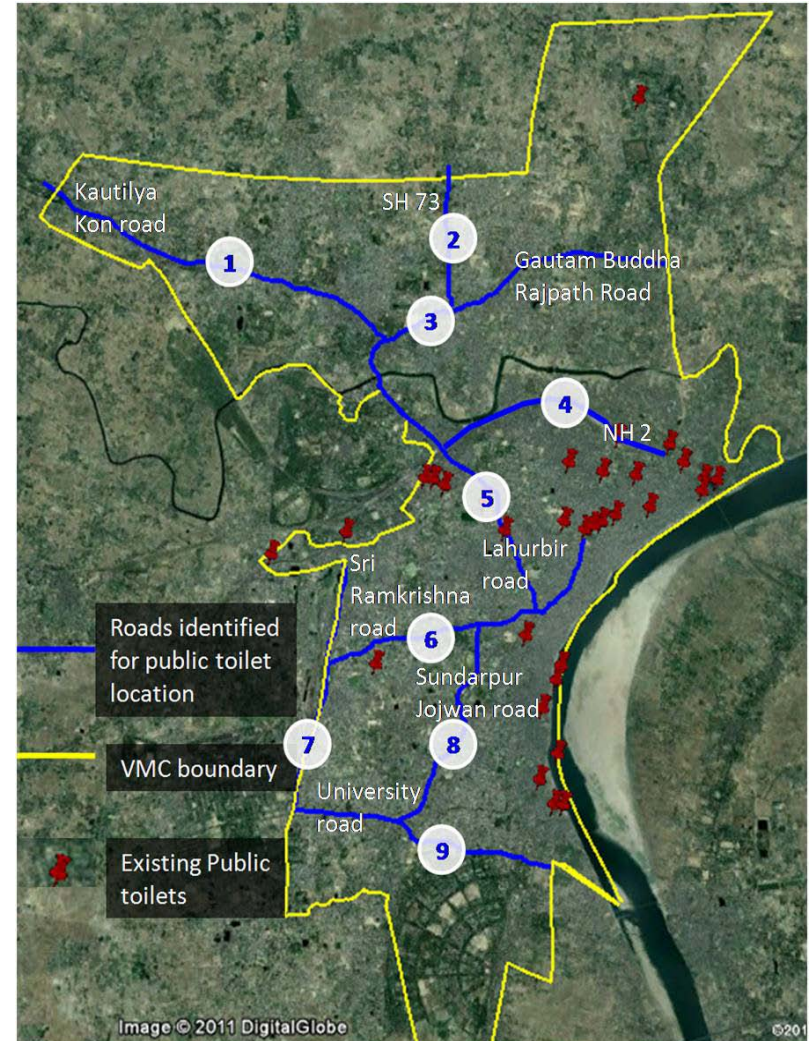 Kautilya
Kon road
SH 73
1
2
Gautam Buddha
Rajpath Road
3
4
NH 2
5
Lahurbir
road
Sri
Ramkrishna
road
Roads identified
for public toilet
location
6
Sundarpur
Jojwan road
7
8
VMC boundary
University
road
9
Existing Public
toilets
Image © 2011 DigitalGlobe
©201